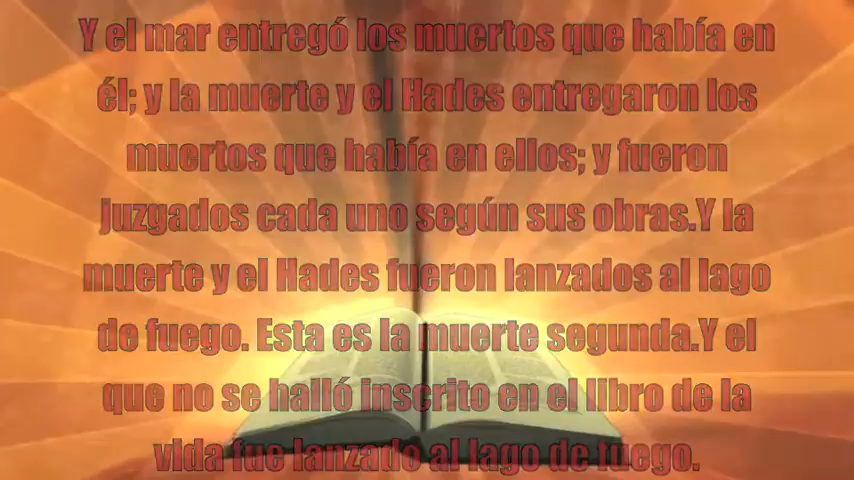 Y el mar entregó los muertos que había en
él; y la muerte y el Hades entregaron los
muertos que había en ellos; y fueron
juzgados cada uno según sus obras.Y la
muerte y el Hades fueron lanzados al lago
de fuego. Esta es la muerte segunda.Y el
que no se halló inscrito en el libro de la
vida fue lanzado al lago de fuego.